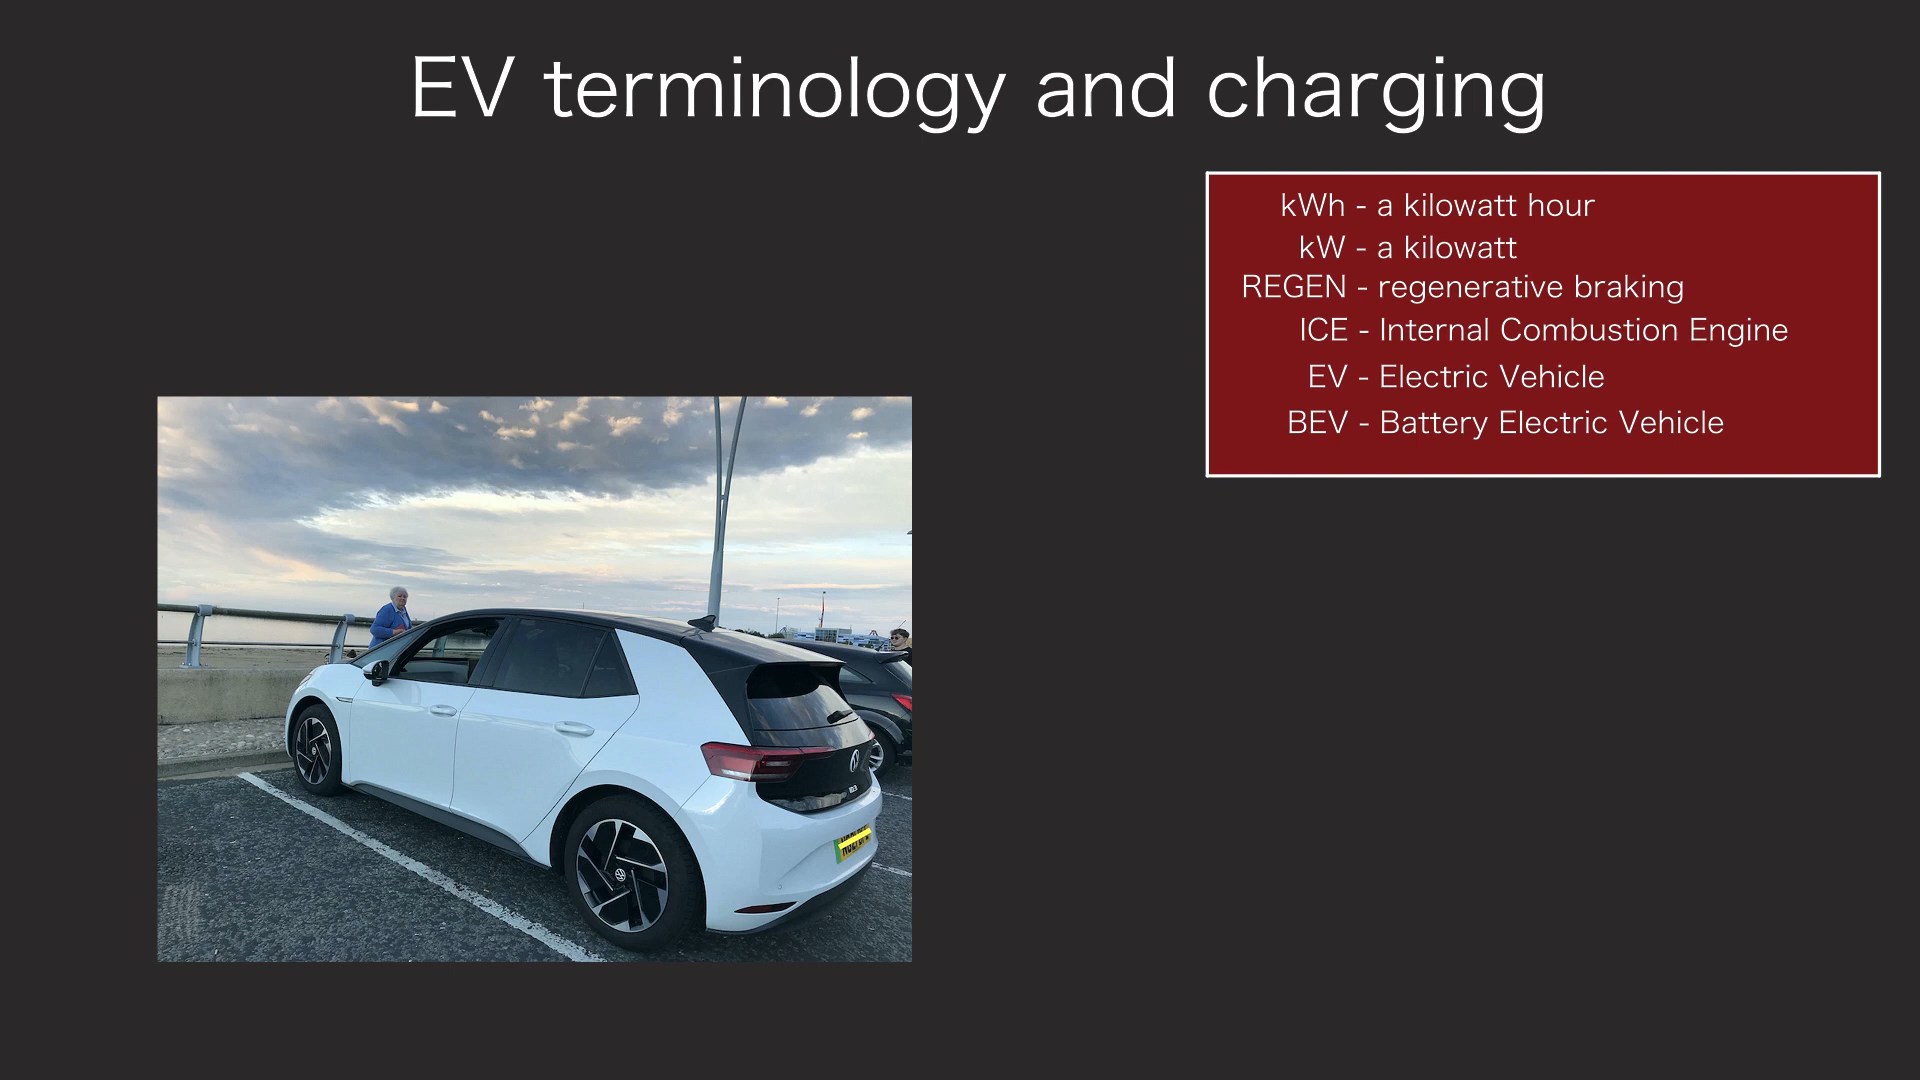 EV terminology and charging
kWh - a kilowatt hour
kW - a kilowatt
REGEN - regenerative braking
ICE - Internal Combustion Engine
EV - Electric Vehicle
BEV - Battery Electric Vehicle